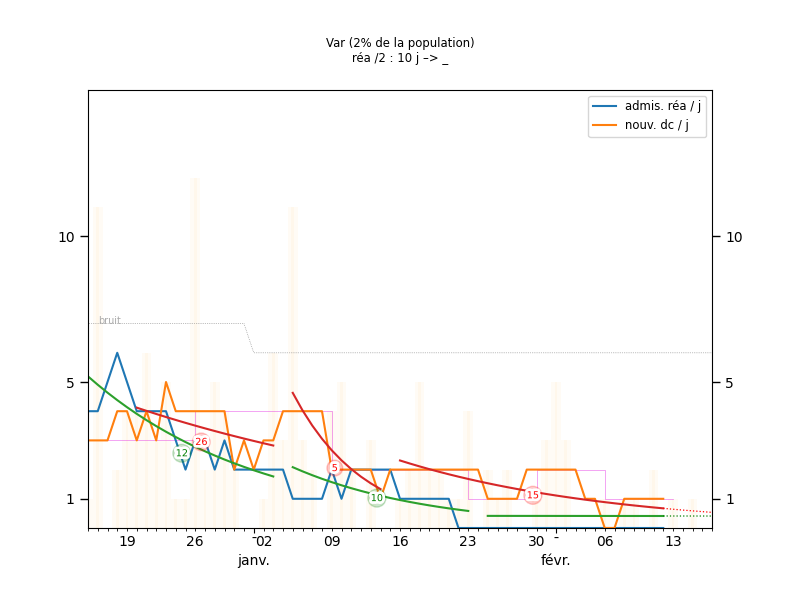 Var (2% de la population)
réa /2 : 10 j –> _
admis. réa / j
nouv. dc / j
10
10
bruit
5
5
12
26
5
10
15
1
1
19
26
02
09
16
23
30
06
13
janv.
févr.